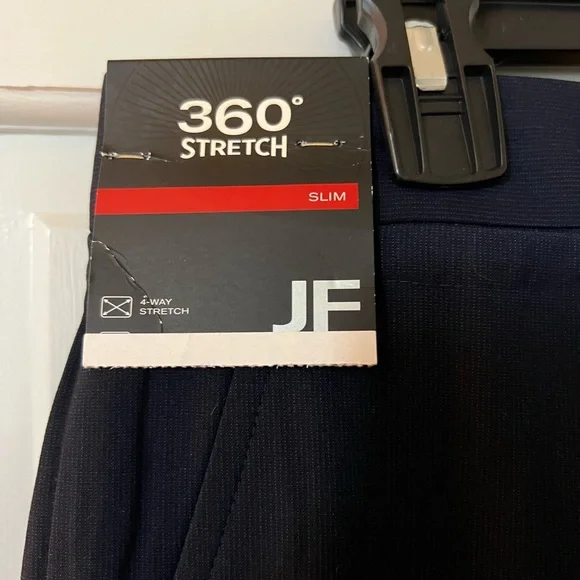 360°
STRETCH
SLIM
4-WAY
STRETCH
JF